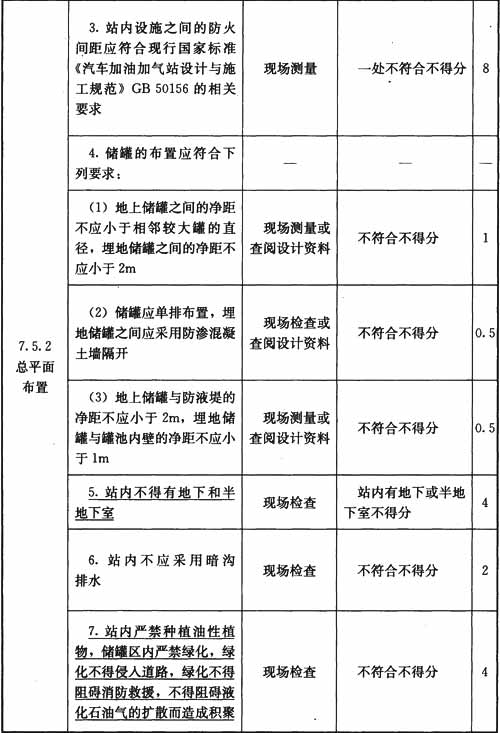 3. 站内设施之间的防火
间距应符合现行国家标准
《汽车加油加气站设计与施
工规范》GB 50156 的相关
要求
现场测量
一处不符合不得分
8
4. 储罐的布置应符合下
列要求：
—
—
—
（1）地上储罐之间的净距
不应小于相邻较大罐的直
径，埋地储罐之间的净距不
应小于2m
现场测量或
查阅设计资料
不符合不得分
1
（2）储罐应单排布置，埋
地储罐之间应采用防渗混凝
土墙隔开
现场检查或
查阅设计资料
不符合不得分
0.5
7.5.2
总平面
布置
（3）地上储罐与防液堤的
净距不应小于2m，埋地储
罐与罐池内壁的净距不应小
于1m
现场测量或
查阅设计资料
不符合不得分
0.5
5. 站内不得有地下和半
地下室
现场检查
站内有地下或半地
下室不得分
4
6. 站内不应采用暗沟
排水
现场检查
不符合不得分
2
7. 站内严禁种植油性植
物，储罐区内严禁绿化，绿
化不得侵入道路，绿化不得
阻碍消防救援，不得阻碍液
化石油气的扩散而造成积聚
现场检查
不符合不得分
4